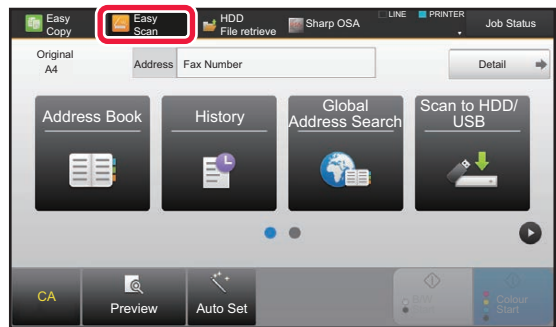 Easy
Copy
Easy
Scan
HDD
File retrieve
Sharp OSA
LINE
PRINTER
Job Status
Original
A4
Address
Fax Number
Detail
Address Book
History
Global
Address Search
Scan to HDD/
USB
CA
Preview
Auto Set
B/W
Start
Colour
Start